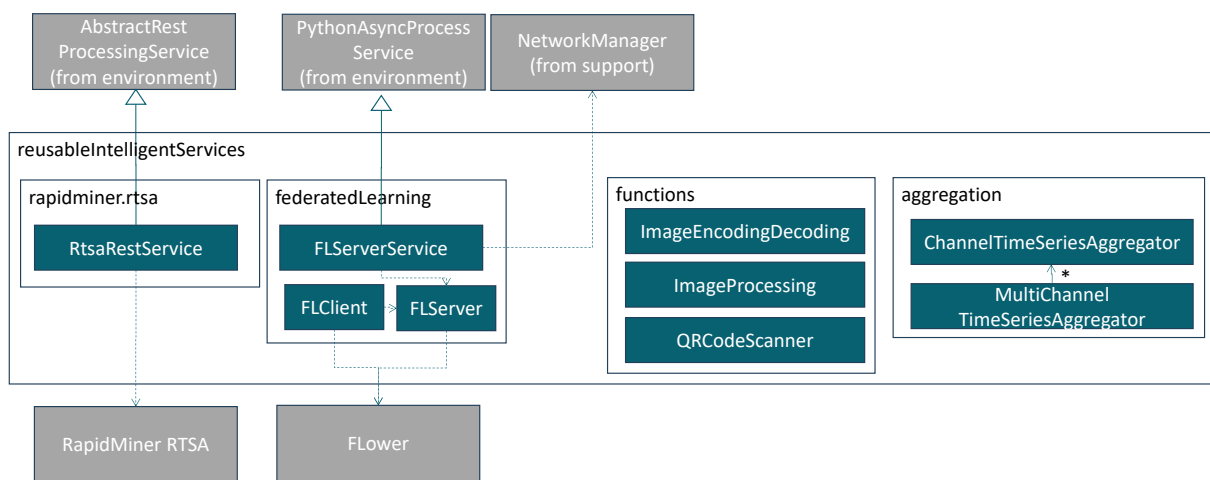 AbstractRest
ProcessingService
(from environment)
PythonAsyncProcess
Service
(from environment)
NetworkManager
(from support)
reusableIntelligentServices
rapidminer.rtsa
RtsaRestService
federatedLearning
FLServerService
FLClient
FLServer
functions
ImageEncodingDecoding
ImageProcessing
QRCodeScanner
aggregation
ChannelTimeSeriesAggregator
*
MultiChannel
TimeSeriesAggregator
RapidMiner RTSA
FLower